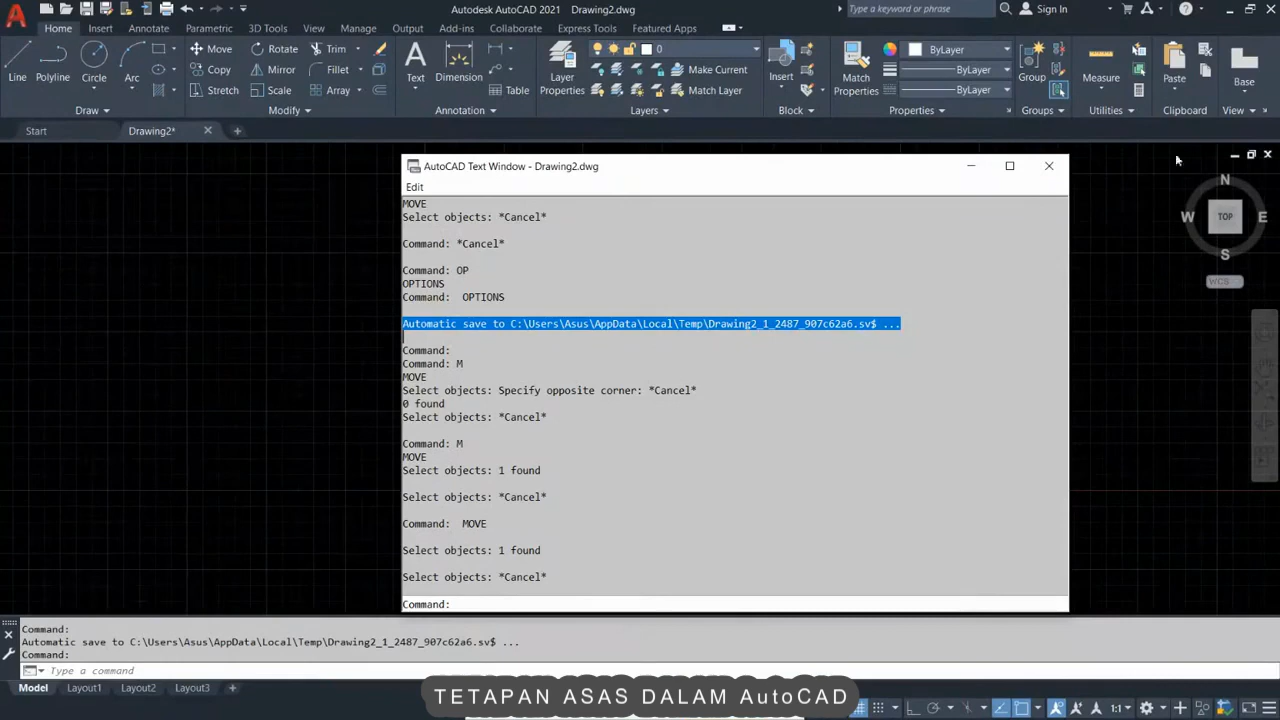 Autodesk AutoCAD 2021 Drawing2.dwg
Type a keyword or phrase
Sign In
Home Insert Annotate Parametric 3D Tools View Manage Output Add-ins Collaborate Express Tools Featured Apps
Line Polyline Circle Arc
Move Rotate Trim
Copy Mirror Fillet
Stretch Scale Array
Text Dimension Table
Layer Properties
0
Make Current
Match Layer
Insert
Match Properties
ByLayer
ByLayer
ByLayer
Group Measure Paste Base
Draw Modify Annotation Layers Block Properties Groups Utilities Clipboard View
Start Drawing2*
AutoCAD Text Window - Drawing2.dwg
Edit
MOVE
Select objects: *Cancel*
Command: *Cancel*
Command: OP
OPTIONS
Command:  OPTIONS
Automatic save to C:\Users\Asus\AppData\Local\Temp\Drawing2_1_2487_907c62a6.sv$ ...
Command:
Command: M
MOVE
Select objects: Specify opposite corner: *Cancel*
0 found
Select objects: *Cancel*
Command: M
MOVE
Select objects: 1 found
Select objects: *Cancel*
Command:  MOVE
Select objects: 1 found
Select objects: *Cancel*
Command:
N
W TOP E
S
WCS
Command:
Automatic save to C:\Users\Asus\AppData\Local\Temp\Drawing2_1_2487_907c62a6.sv$ ...
Command:
Type a command
Model Layout1 Layout2 Layout3
1:1
TETAPAN ASAS DALAM AutoCAD